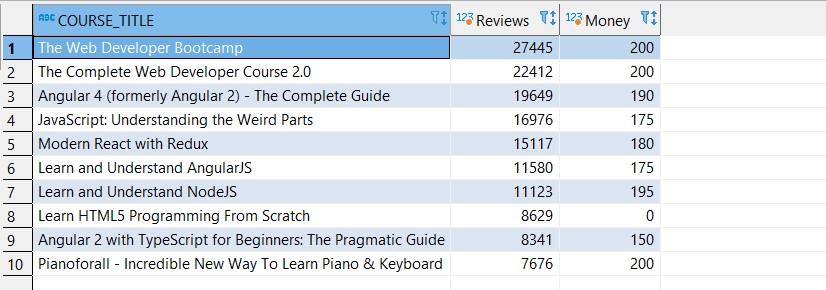 ABC COURSE_TITLE 123 Reviews 123 Money
1 The Web Developer Bootcamp 27445 200
2 The Complete Web Developer Course 2.0 22412 200
3 Angular 4 (formerly Angular 2) - The Complete Guide 19649 190
4 JavaScript: Understanding the Weird Parts 16976 175
5 Modern React with Redux 15117 180
6 Learn and Understand AngularJS 11580 175
7 Learn and Understand NodeJS 11123 195
8 Learn HTML5 Programming From Scratch 8629 0
9 Angular 2 with TypeScript for Beginners: The Pragmatic Guide 8341 150
10 Pianoforall - Incredible New Way To Learn Piano & Keyboard 7676 200